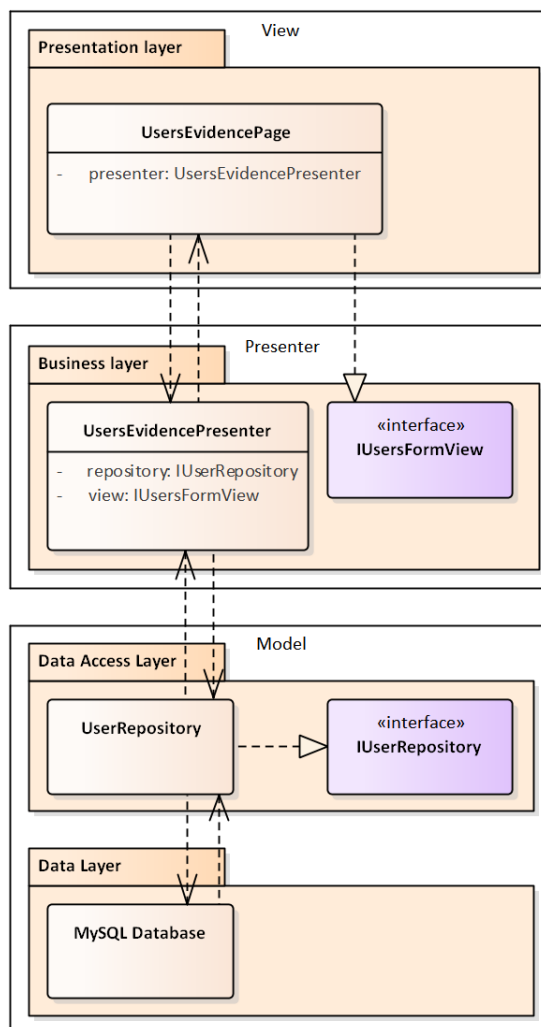 View
Presentation layer
UsersEvidencePage
- presenter: UsersEvidencePresenter
Presenter
Business layer
UsersEvidencePresenter
- repository: IUserRepository
- view: IUsersFormView
«interface»
IUsersFormView
Model
Data Access Layer
UserRepository
«interface»
IUserRepository
Data Layer
MySQL Database